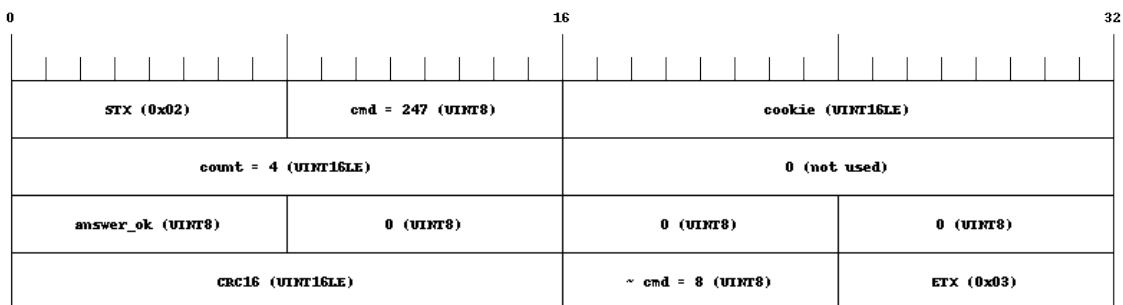 0 16 32
STX (0x02) cmd = 247 (UINT8) cookie (UINT16LE)
count = 4 (UINT16LE) 0 (not used)
answer_ok (UINT8) 0 (UINT8) 0 (UINT8) 0 (UINT8)
CRC16 (UINT16LE) ~ cmd = 8 (UINT8) ETX (0x03)